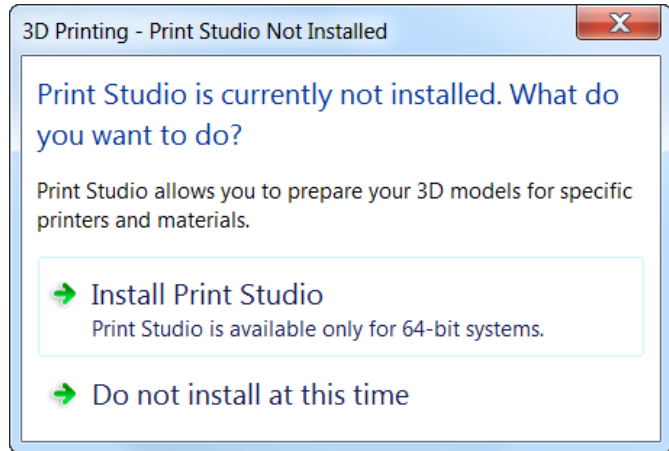 3D Printing - Print Studio Not Installed
Print Studio is currently not installed. What do
you want to do?
Print Studio allows you to prepare your 3D models for specific
printers and materials.
Install Print Studio
Print Studio is available only for 64-bit systems.
Do not install at this time